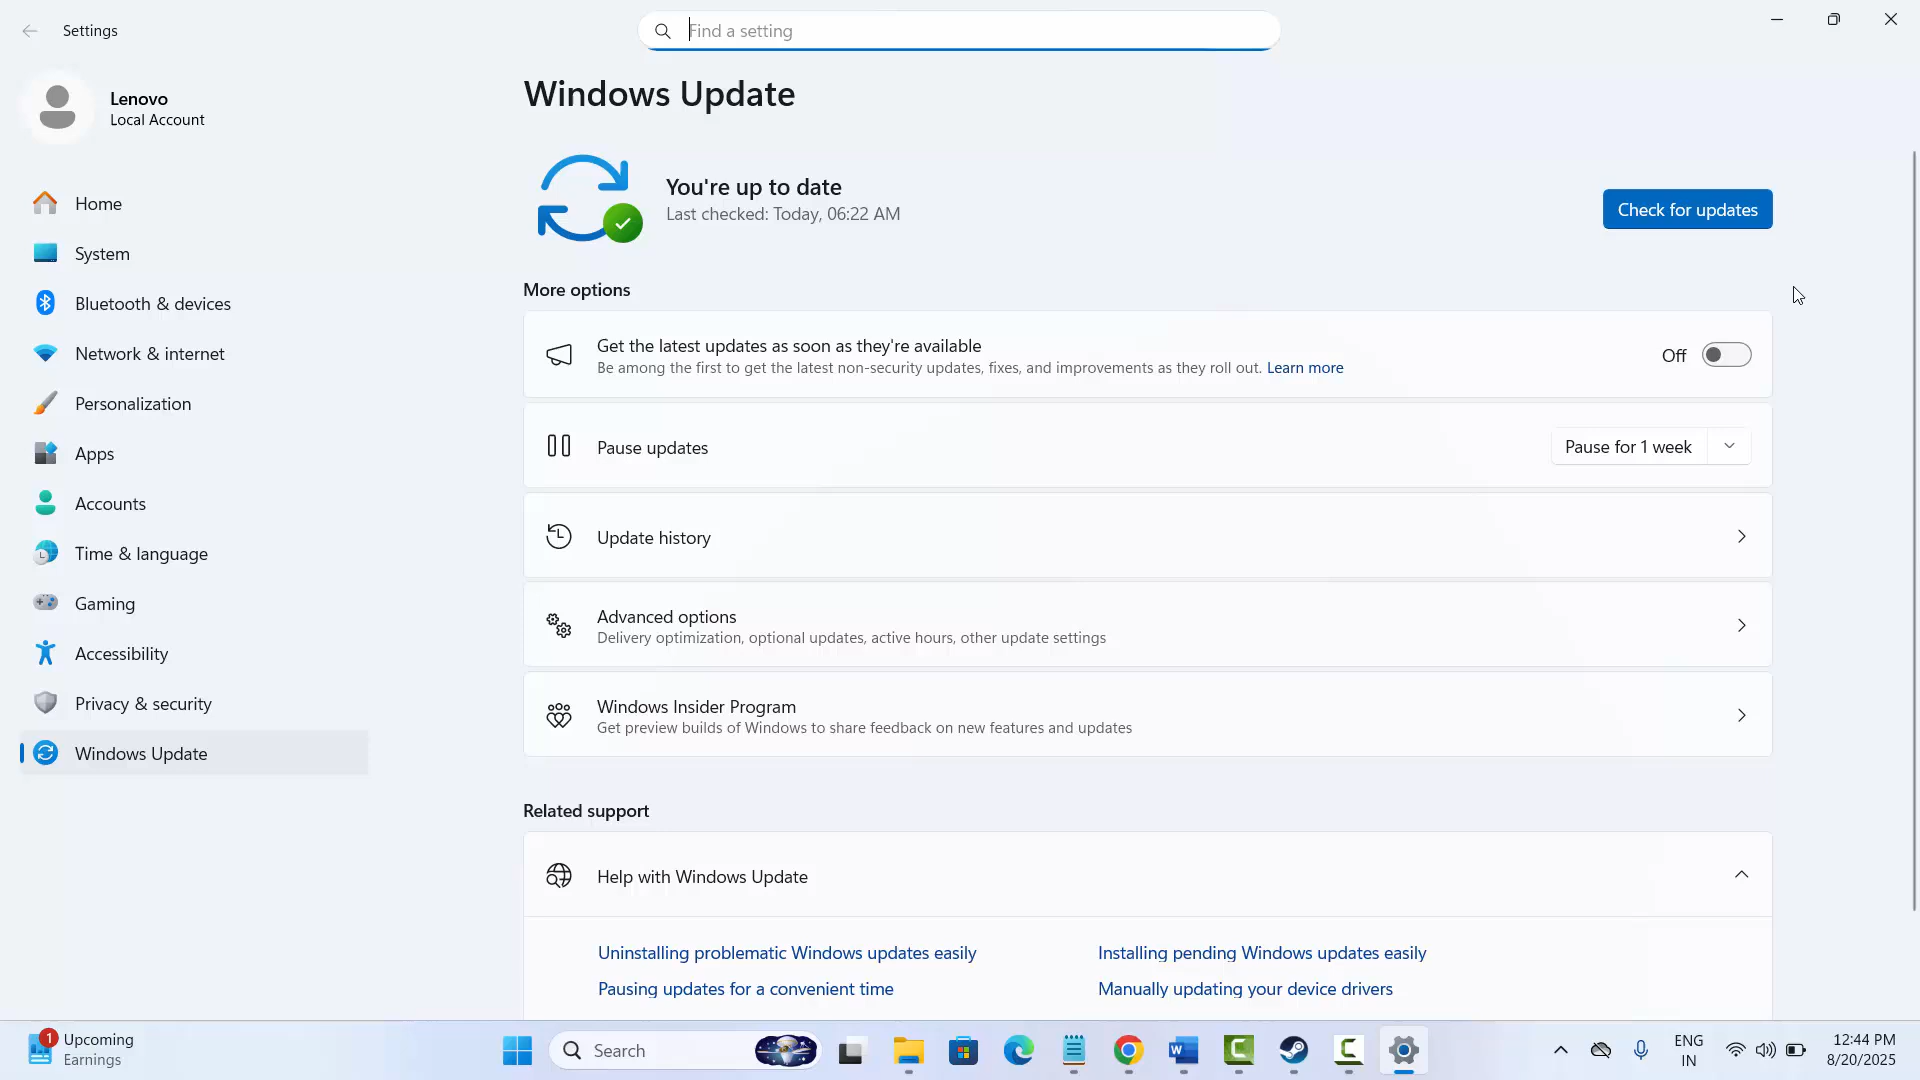 Settings
Find a setting
Lenovo
Local Account
Home
System
Bluetooth & devices
Network & internet
Personalization
Apps
Accounts
Time & language
Gaming
Accessibility
Privacy & security
Windows Update
Windows Update
You're up to date
Last checked: Today, 06:22 AM
Check for updates
More options
Get the latest updates as soon as they're available
Be among the first to get the latest non-security updates, fixes, and improvements as they roll out. Learn more
Off
Pause updates
Pause for 1 week
Update history
Advanced options
Delivery optimization, optional updates, active hours, other update settings
Windows Insider Program
Get preview builds of Windows to share feedback on new features and updates
Related support
Help with Windows Update
Uninstalling problematic Windows updates easily
Installing pending Windows updates easily
Pausing updates for a convenient time
Manually updating your device drivers
1
Upcoming
Earnings
Search
ENG
IN
12:44 PM
8/20/2025